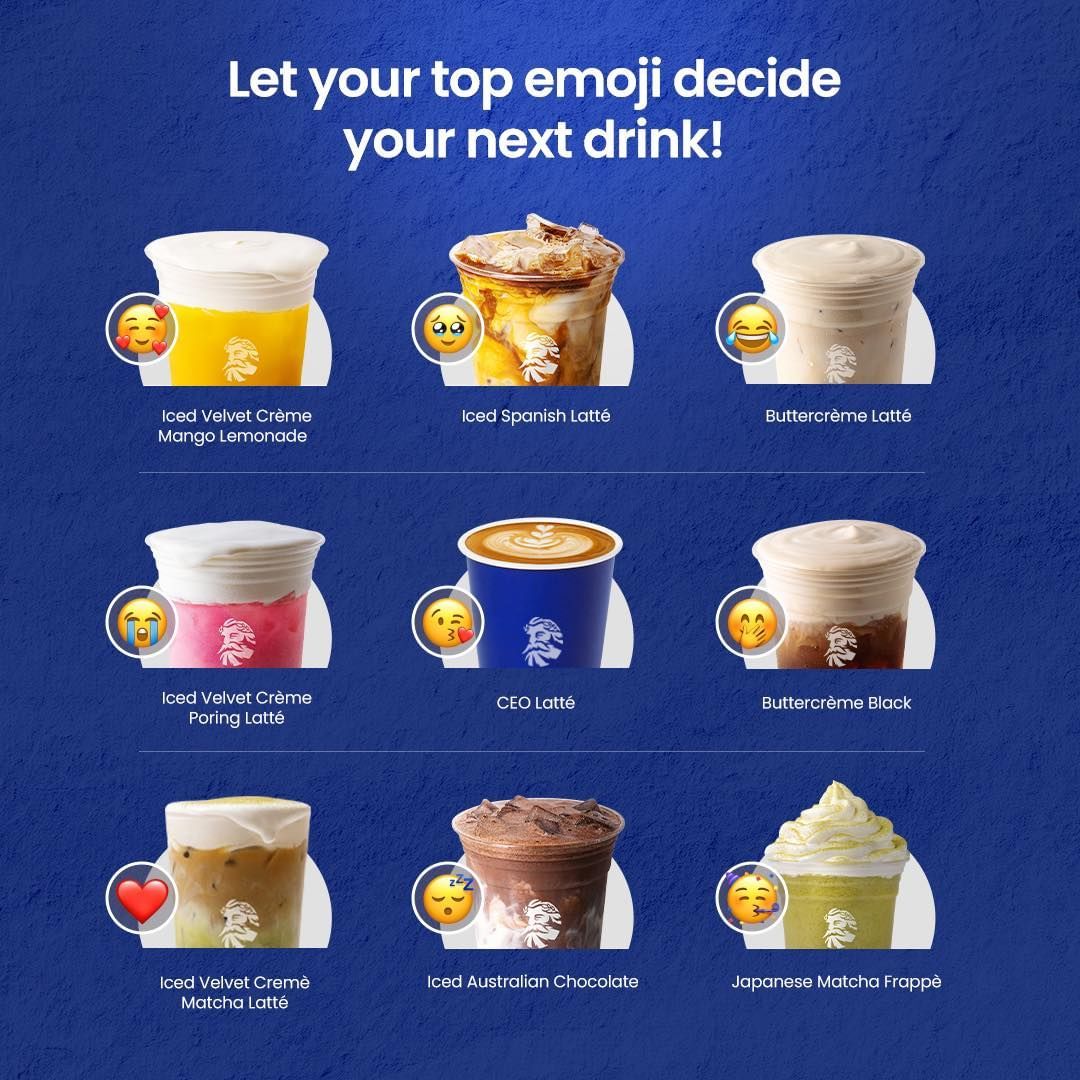 Let your top emoji decide
your next drink!
Iced Velvet Crème
Mango Lemonade
Iced Spanish Latté
Buttercrème Latté
Iced Velvet Crème
Poring Latté
CEO Latté
Buttercrème Black
Iced Velvet Cremè
Matcha Latté
Iced Australian Chocolate
Japanese Matcha Frappè